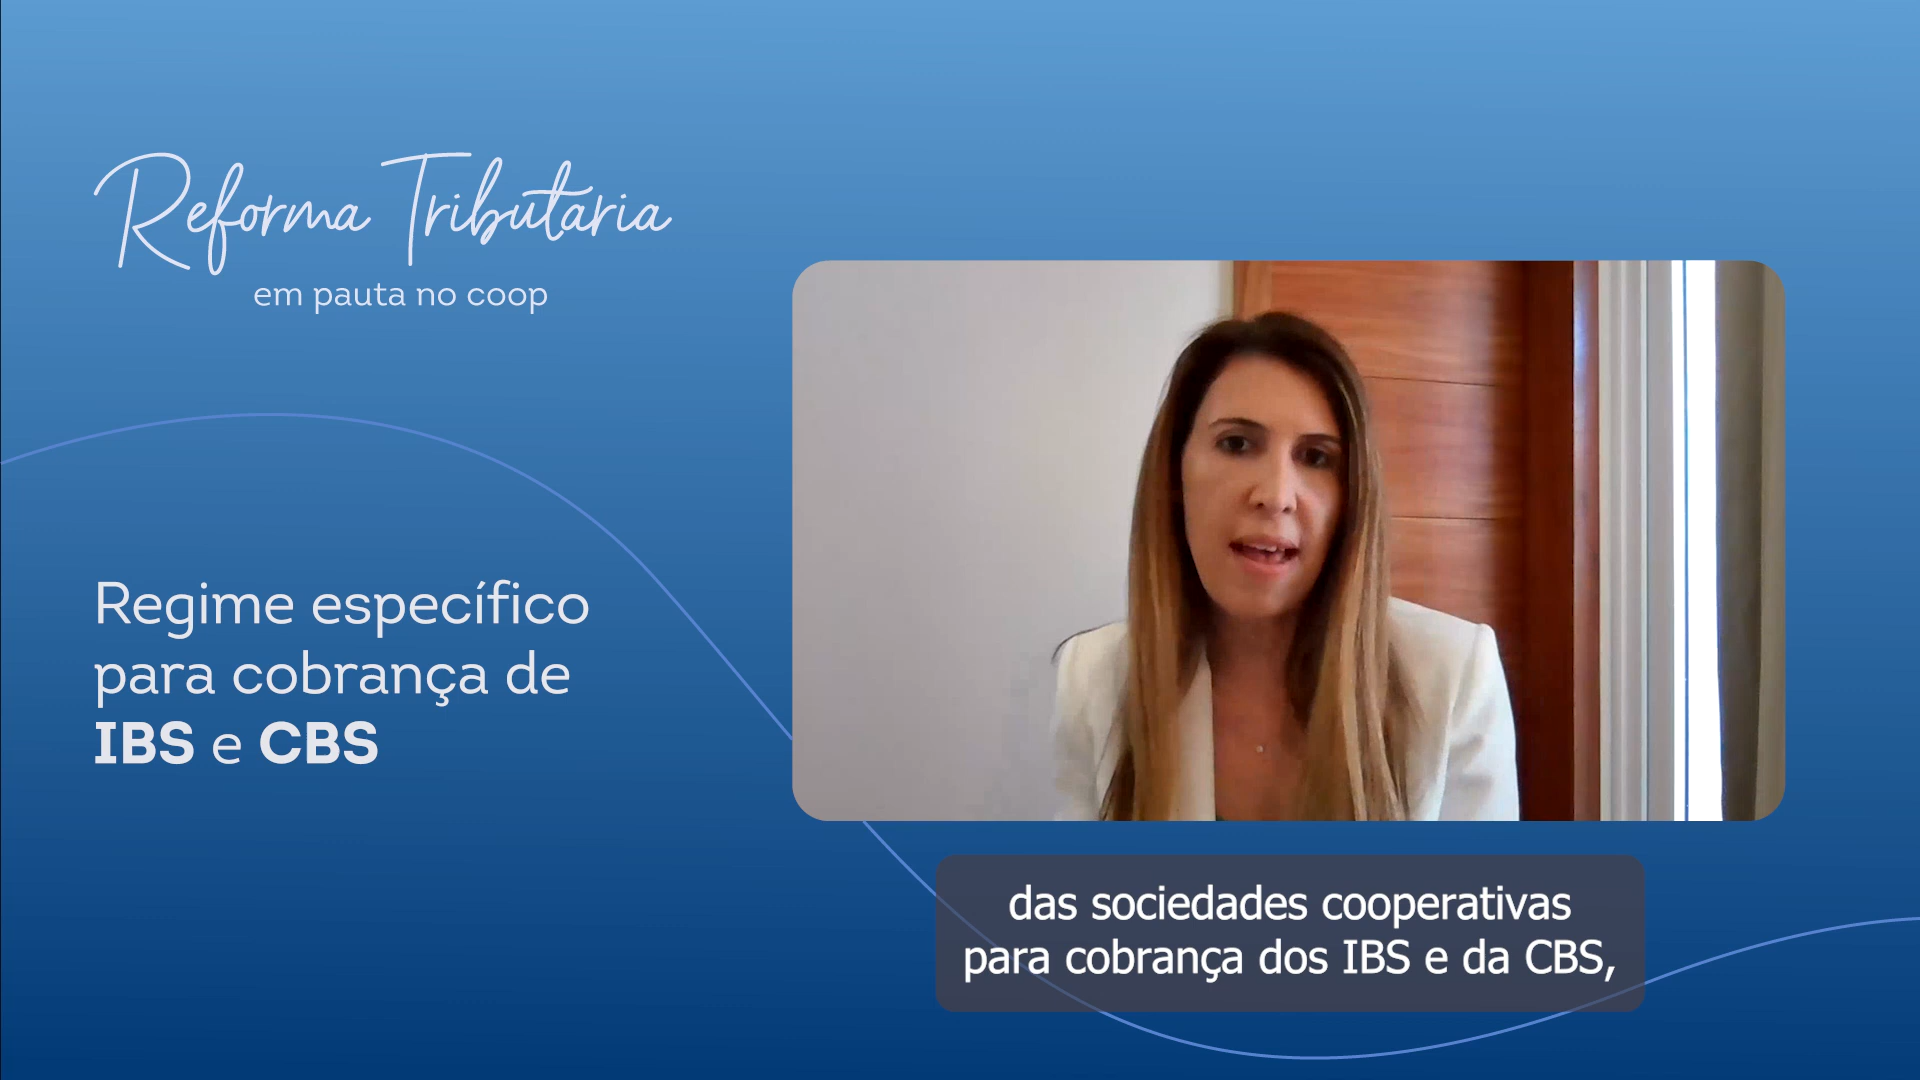 Reforma Tributária
em pauta no coop
Regime específico
para cobrança de
IBS e CBS
das sociedades cooperativas
para cobrança dos IBS e da CBS,